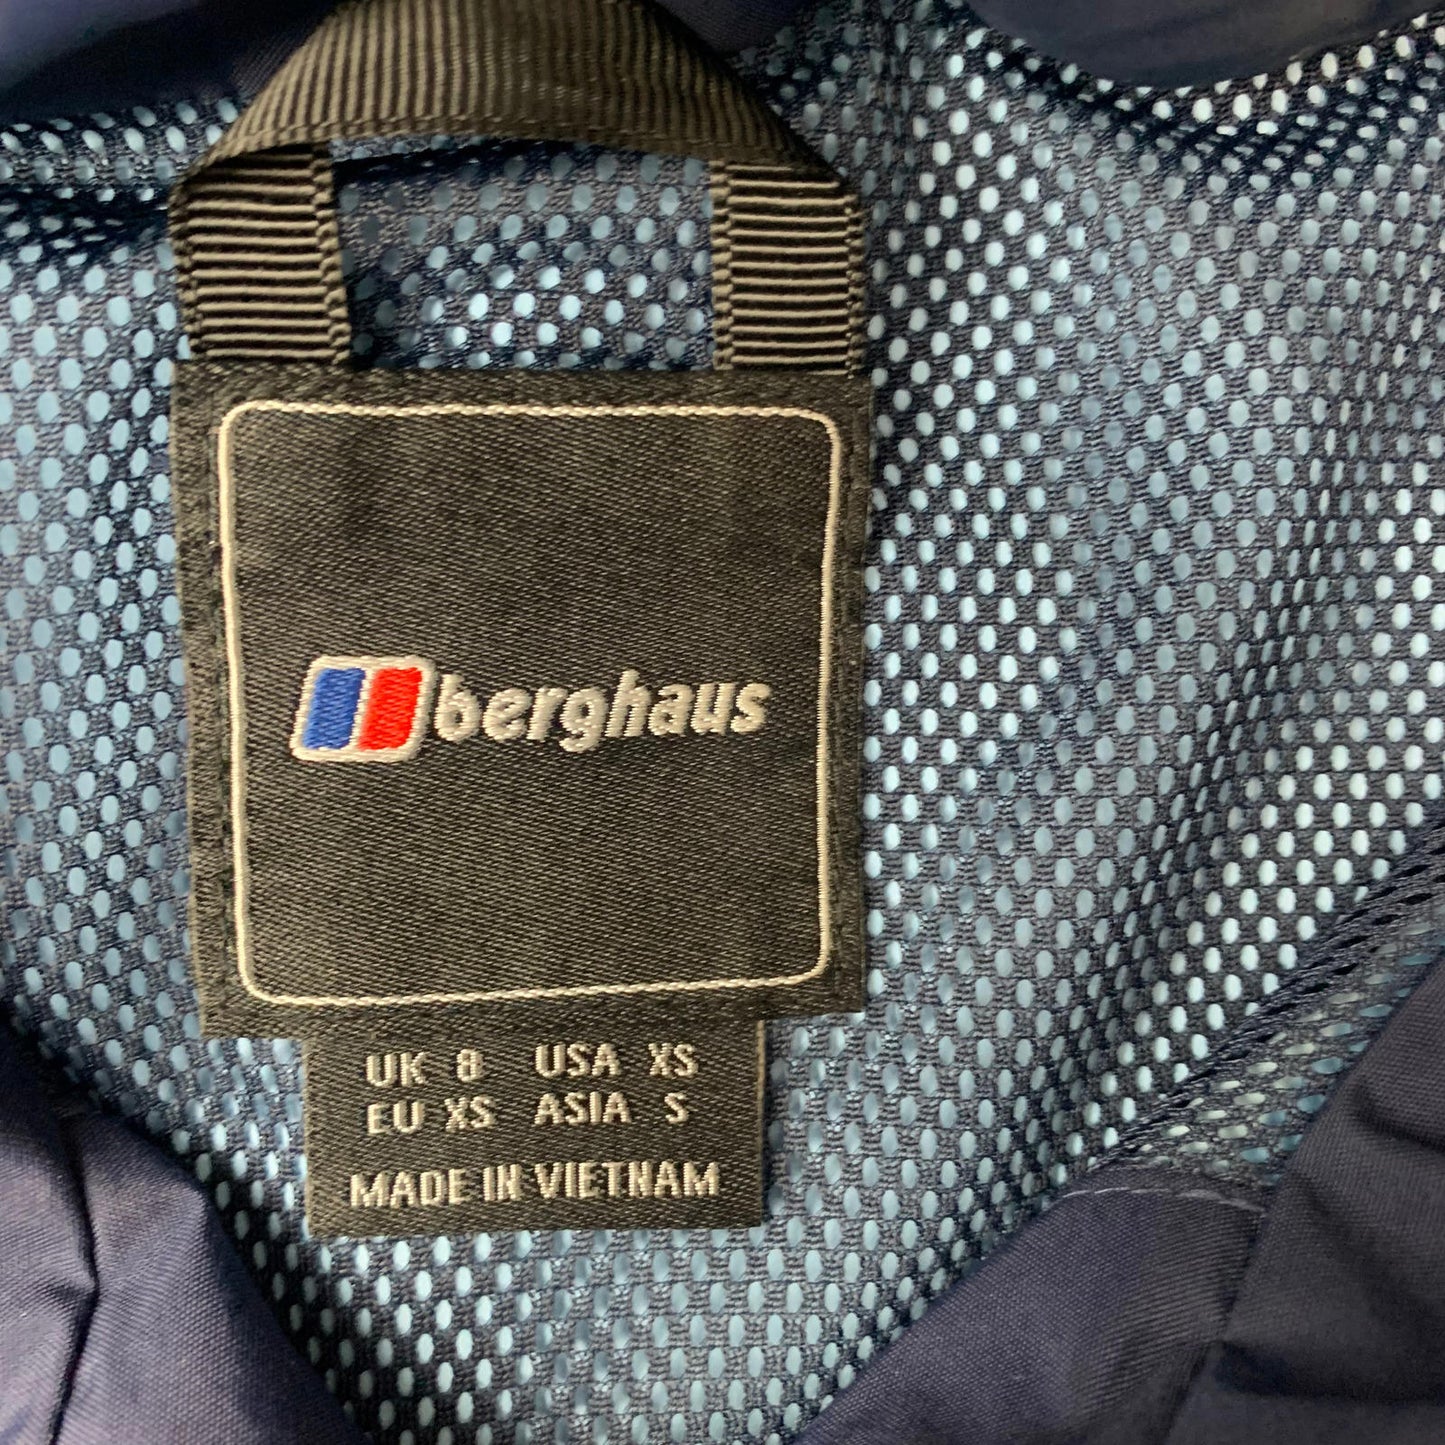 berghaus
UK 8 USA XS
EU XS ASIA S
MADE IN VIETNAM